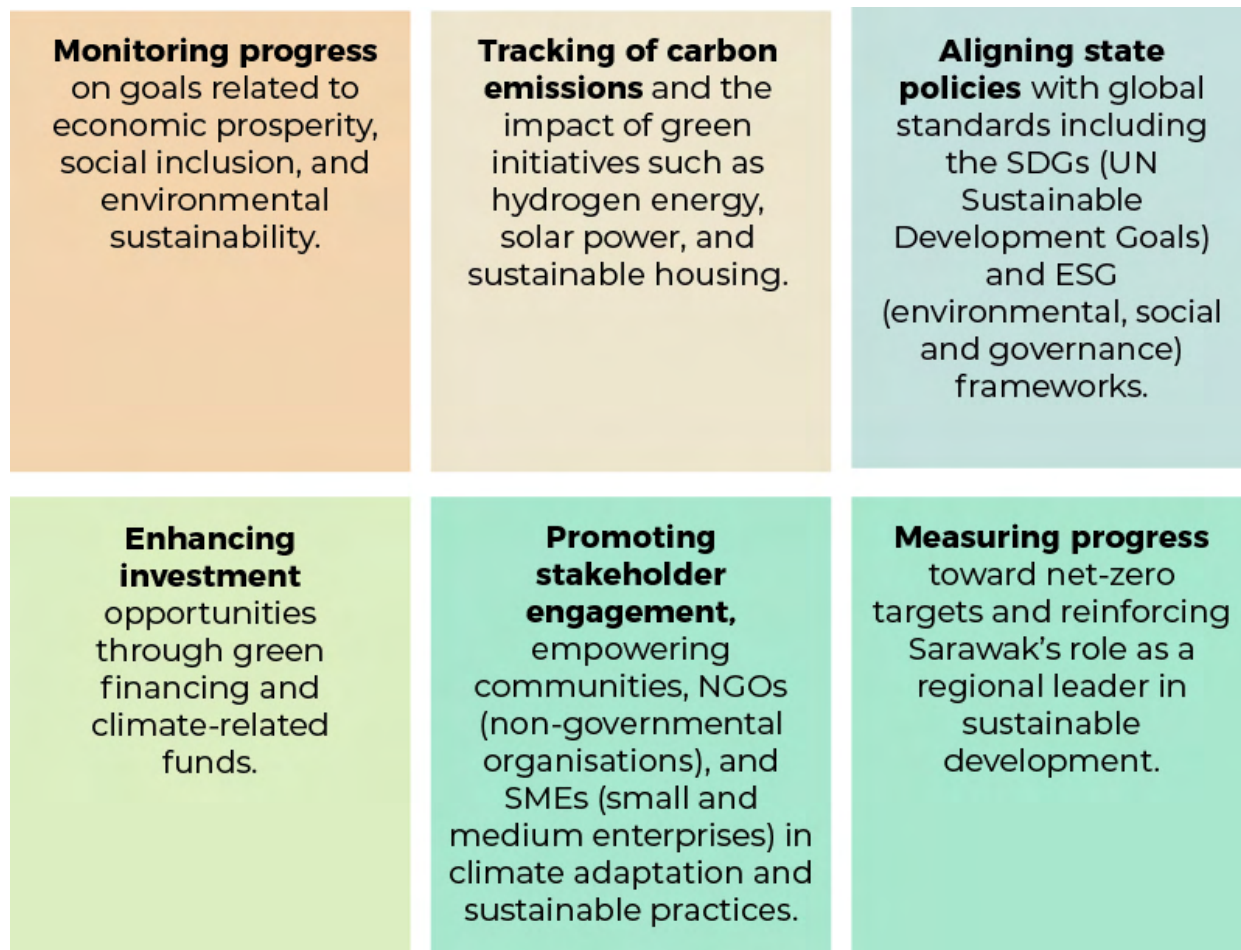 Monitoring progress
on goals related to
economic prosperity,
social inclusion, and
environmental
sustainability.
Tracking of carbon
emissions and the
impact of green
initiatives such as
hydrogen energy,
solar power, and
sustainable housing.
Aligning state
policies with global
standards including
the SDGs (UN
Sustainable
Development Goals)
and ESG
(environmental, social
and governance)
frameworks.
Enhancing
investment
opportunities
through green
financing and
climate-related
funds.
Promoting
stakeholder
engagement,
empowering
communities, NGOs
(non-governmental
organisations), and
SMEs (small and
medium enterprises) in
climate adaptation and
sustainable practices.
Measuring progress
toward net-zero
targets and reinforcing
Sarawak’s role as a
regional leader in
sustainable
development.